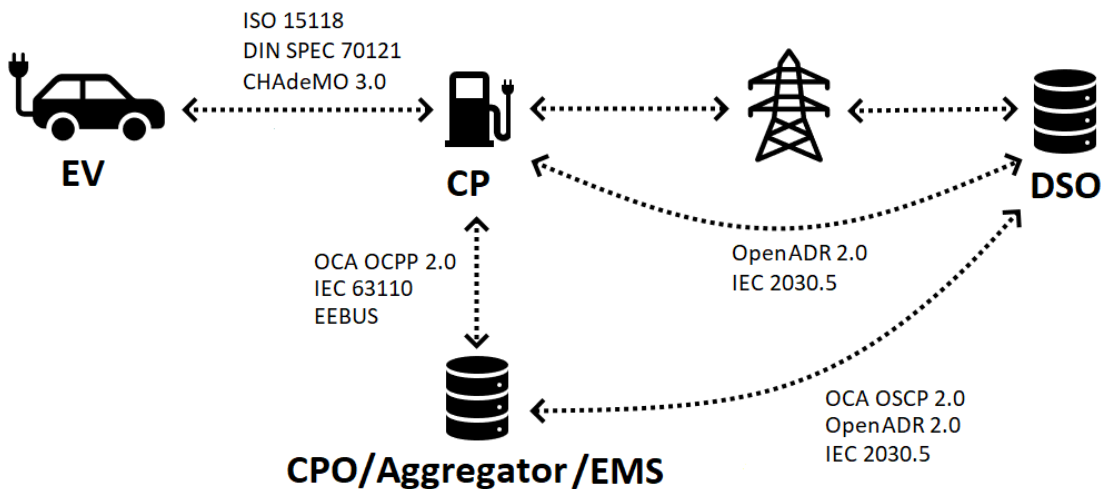 ISO 15118
DIN SPEC 70121
CHAdeMO 3.0
EV
CP
DSO
OpenADR 2.0
IEC 2030.5
OCA OCPP 2.0
IEC 63110
EEBUS
OCA OSCP 2.0
OpenADR 2.0
IEC 2030.5
CPO/Aggregator/EMS